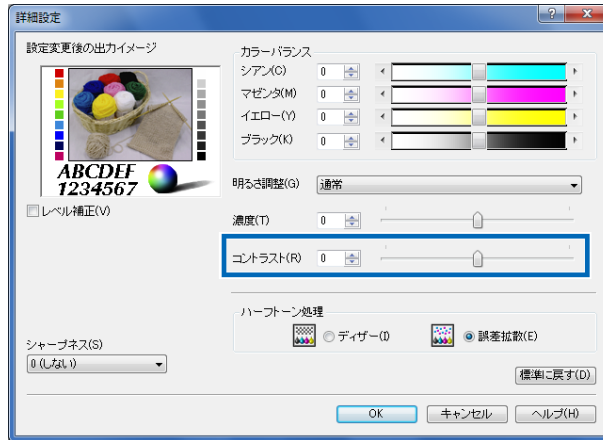 詳細設定
設定変更後の出力イメージ
ABCDEF
1234567
レベル補正(V)
シャープネス(S)
0 (しない)
カラーバランス
シアン(C) 0
マゼンタ(M) 0
イエロー(Y) 0
ブラック(K) 0
明るさ調整(G) 通常
濃度(T) 0
コントラスト(R) 0
ハーフトーン処理
ディザー(I) 誤差拡散(E)
標準に戻す(D)
OK キャンセル ヘルプ(H)